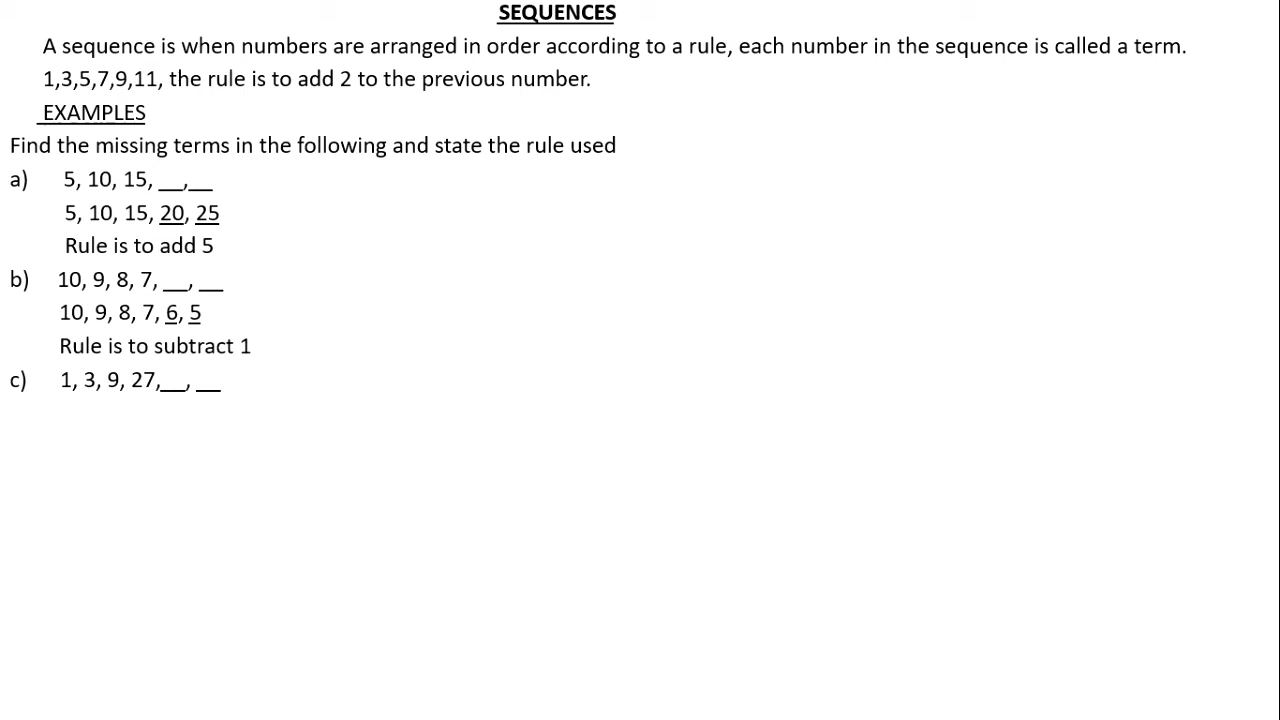 SEQUENCES
A sequence is when numbers are arranged in order according to a rule, each number in the sequence is called a term.
1,3,5,7,9,11, the rule is to add 2 to the previous number.
EXAMPLES
Find the missing terms in the following and state the rule used
a) 5, 10, 15, __,__
5, 10, 15, 20, 25
Rule is to add 5
b) 10, 9, 8, 7, __, __
10, 9, 8, 7, 6, 5
Rule is to subtract 1
c) 1, 3, 9, 27,__, __